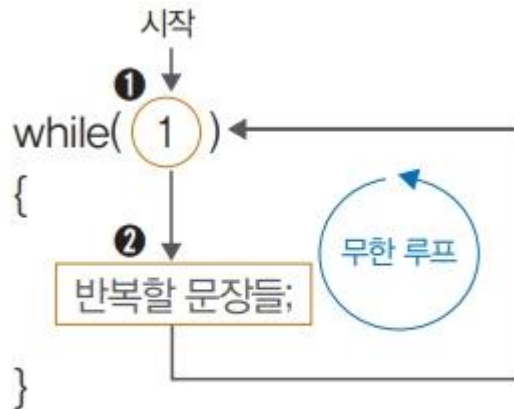 시작
❶
while( 1 )
{
❷
반복할 문장들;
무한 루프
}